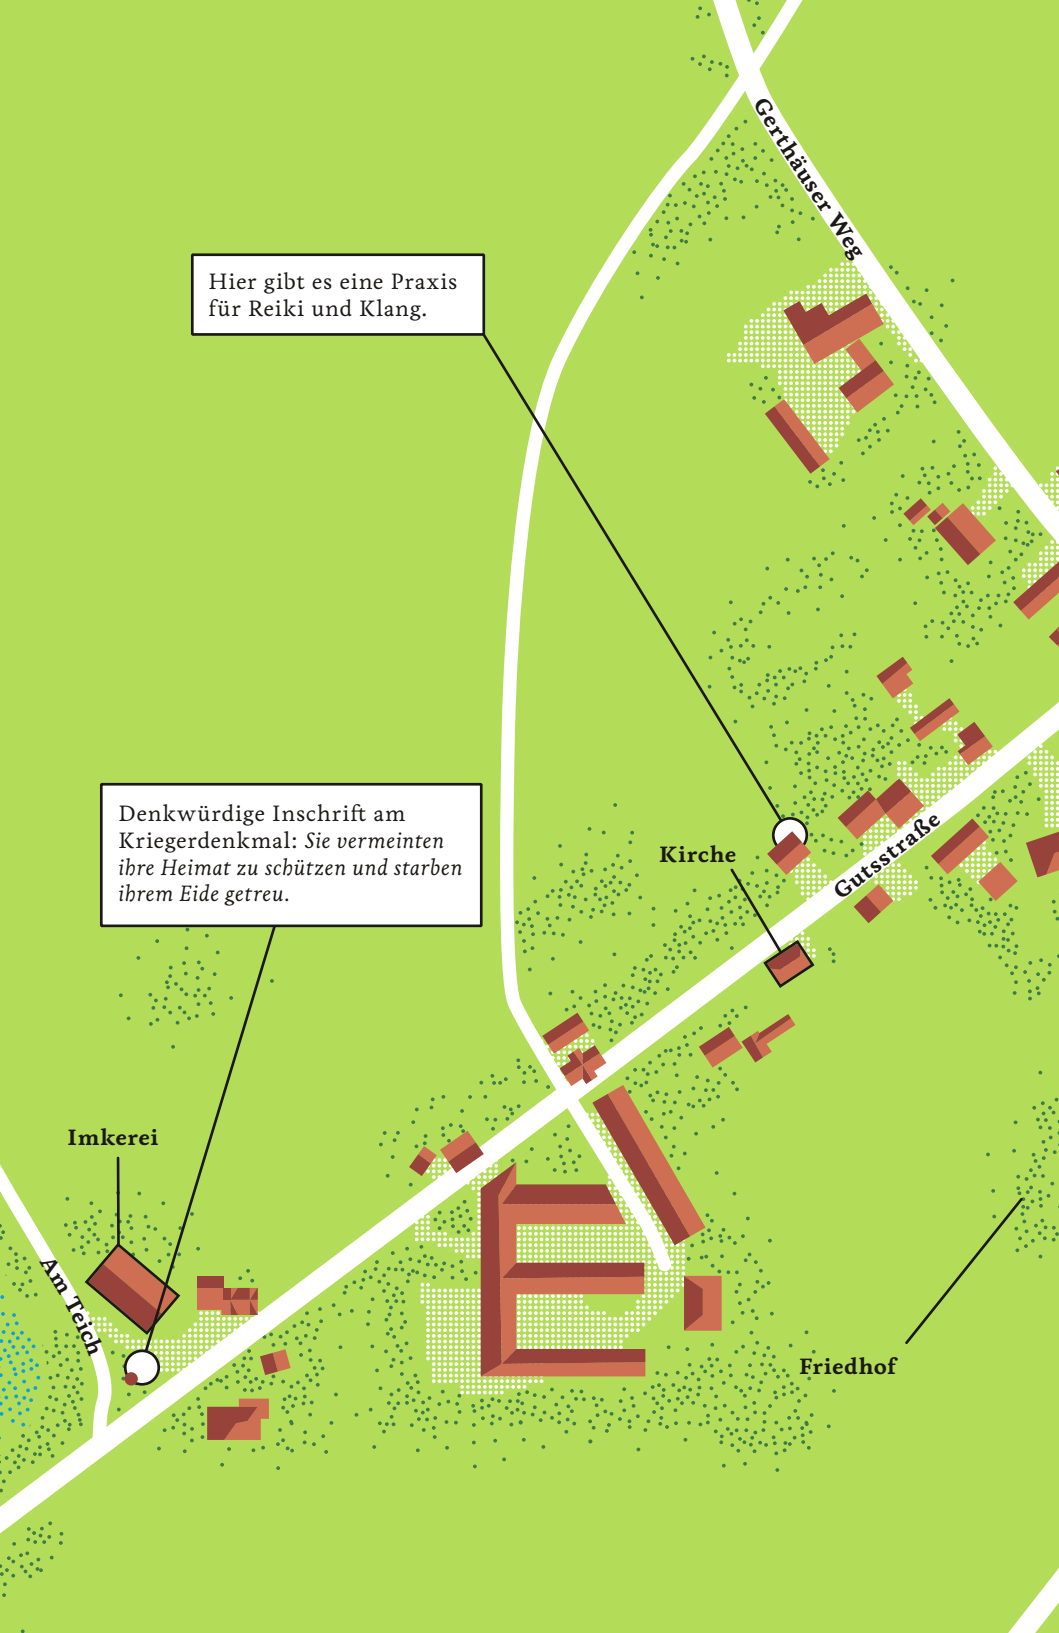 Gerthäuser Weg
Hier gibt es eine Praxis
für Reiki und Klang.
Denkwürdige Inschrift am
Kriegerdenkmal: Sie vermeinten
ihre Heimat zu schützen und starben
ihrem Eide getreu.
Kirche
Gutsstraße
Imkerei
Am Teich
Friedhof